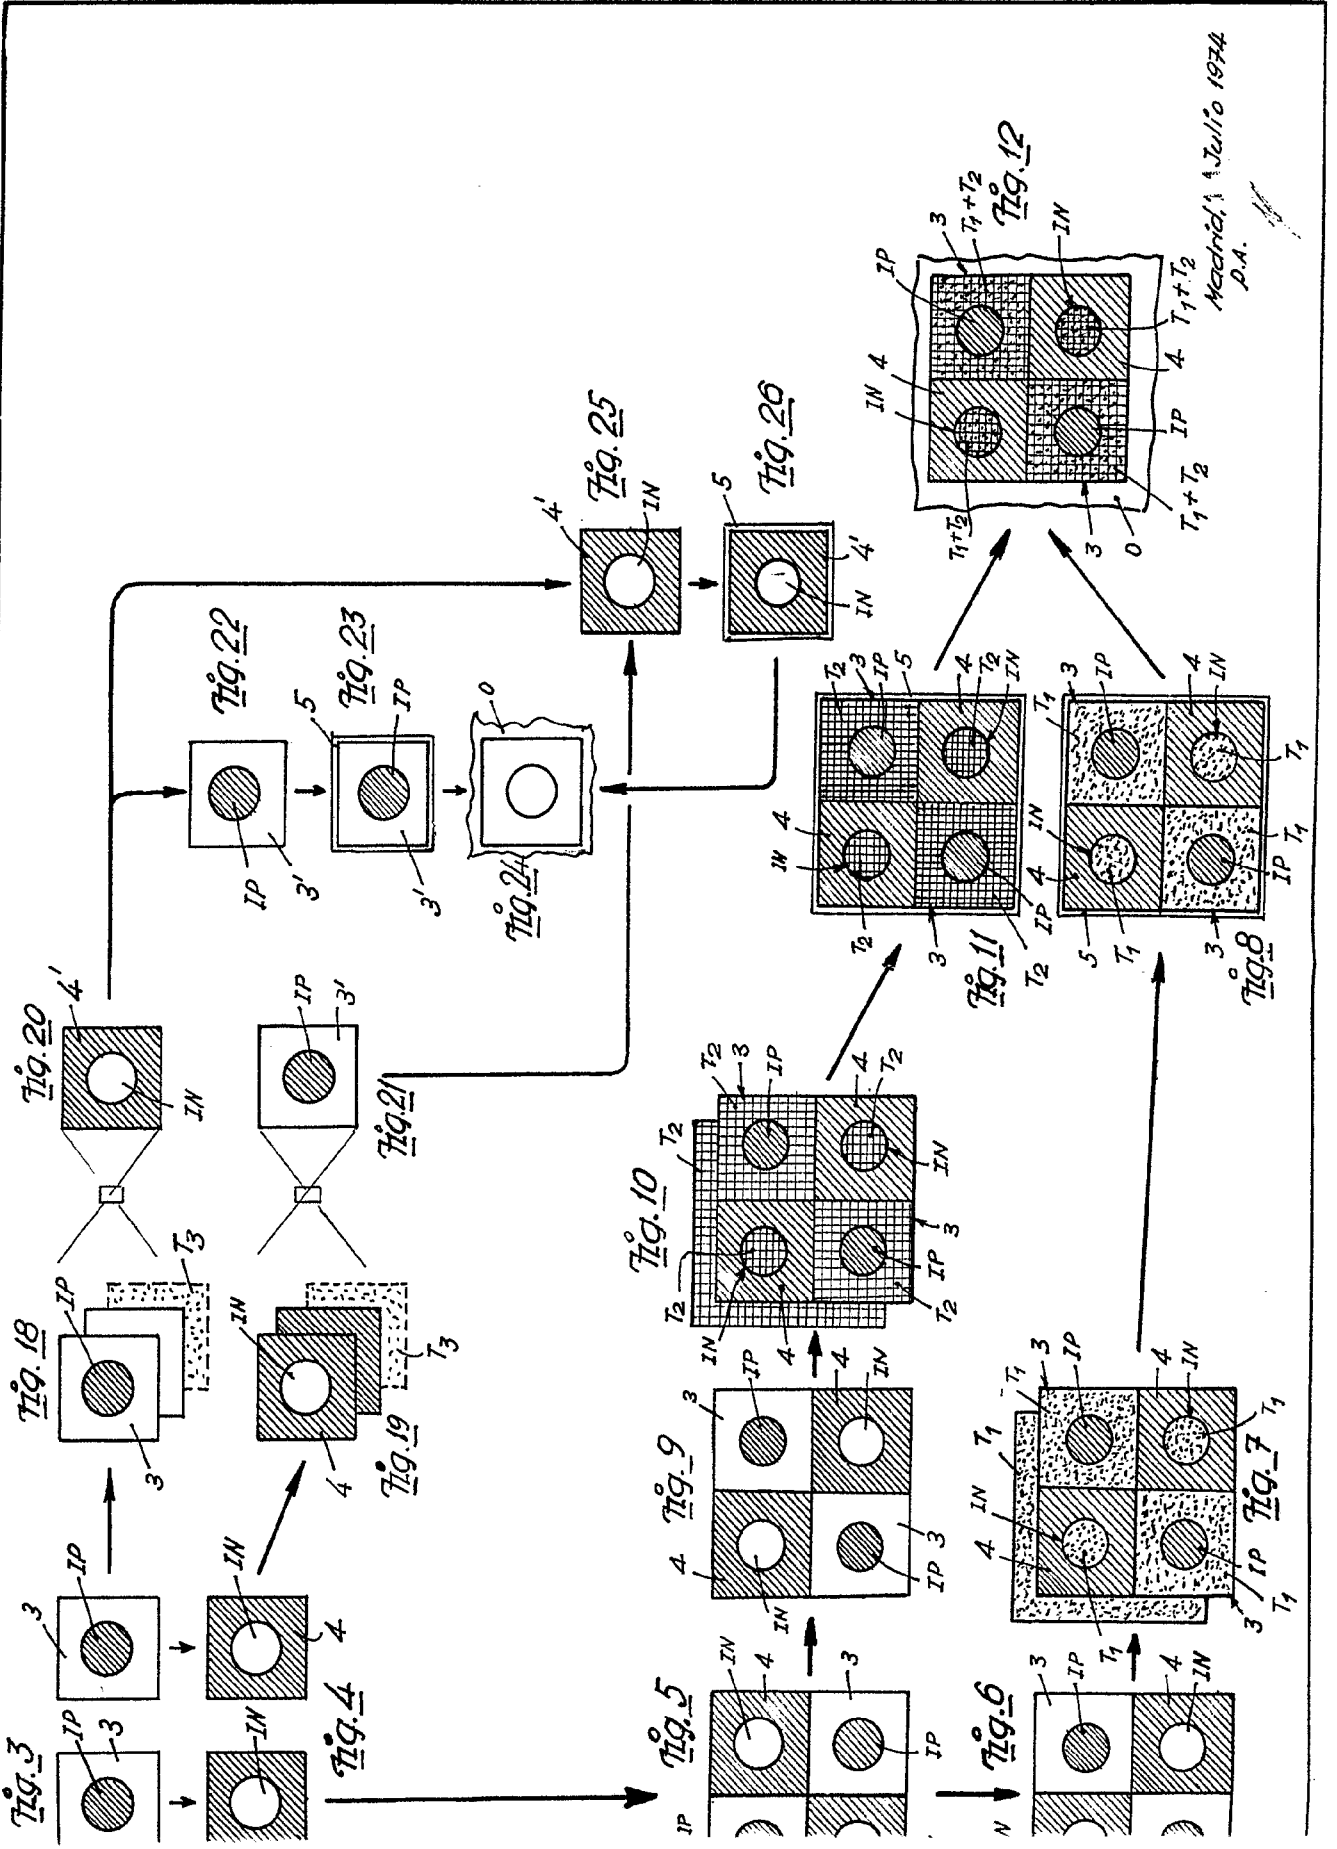 Fig. 3
IP
3
3
IP
IN
IN
4
Fig. 4
Fig. 18
IP
3
T3
Fig. 19
IN
4
T3
Fig. 20
4'
IN
Fig. 21
IP
3'
Fig. 22
IP
3'
Fig. 23
5
IP
3'
Fig. 24
0
Fig. 25
4'
IN
Fig. 26
5
4'
IN
Fig. 5
IP
IN
4
3
IP
Fig. 6
N
3
IP
4
IN
Fig. 9
4
IN
3
IP
4
IN
3
IP
Fig. 10
T2
T2
3
IP
4
T2
IN
T2
IN
4
3
IP
T2
Fig. 11
T2
3
IP
5
4
T2
IN
4
IN
T2
3
IP
T2
Fig. 7
T1
T1
3
IP
4
IN
T1
IN
4
T1
3
IP
T1
Fig. 8
T1
3
IP
4
IN
T1
IN
4
5
T1
3
IP
T1
Fig. 12
IP
3
T1+T2
IN
T1+T2
4
4
IN
T1+T2
3
0
T1+T2
IP
Madrid, Julio 1974
P.A.